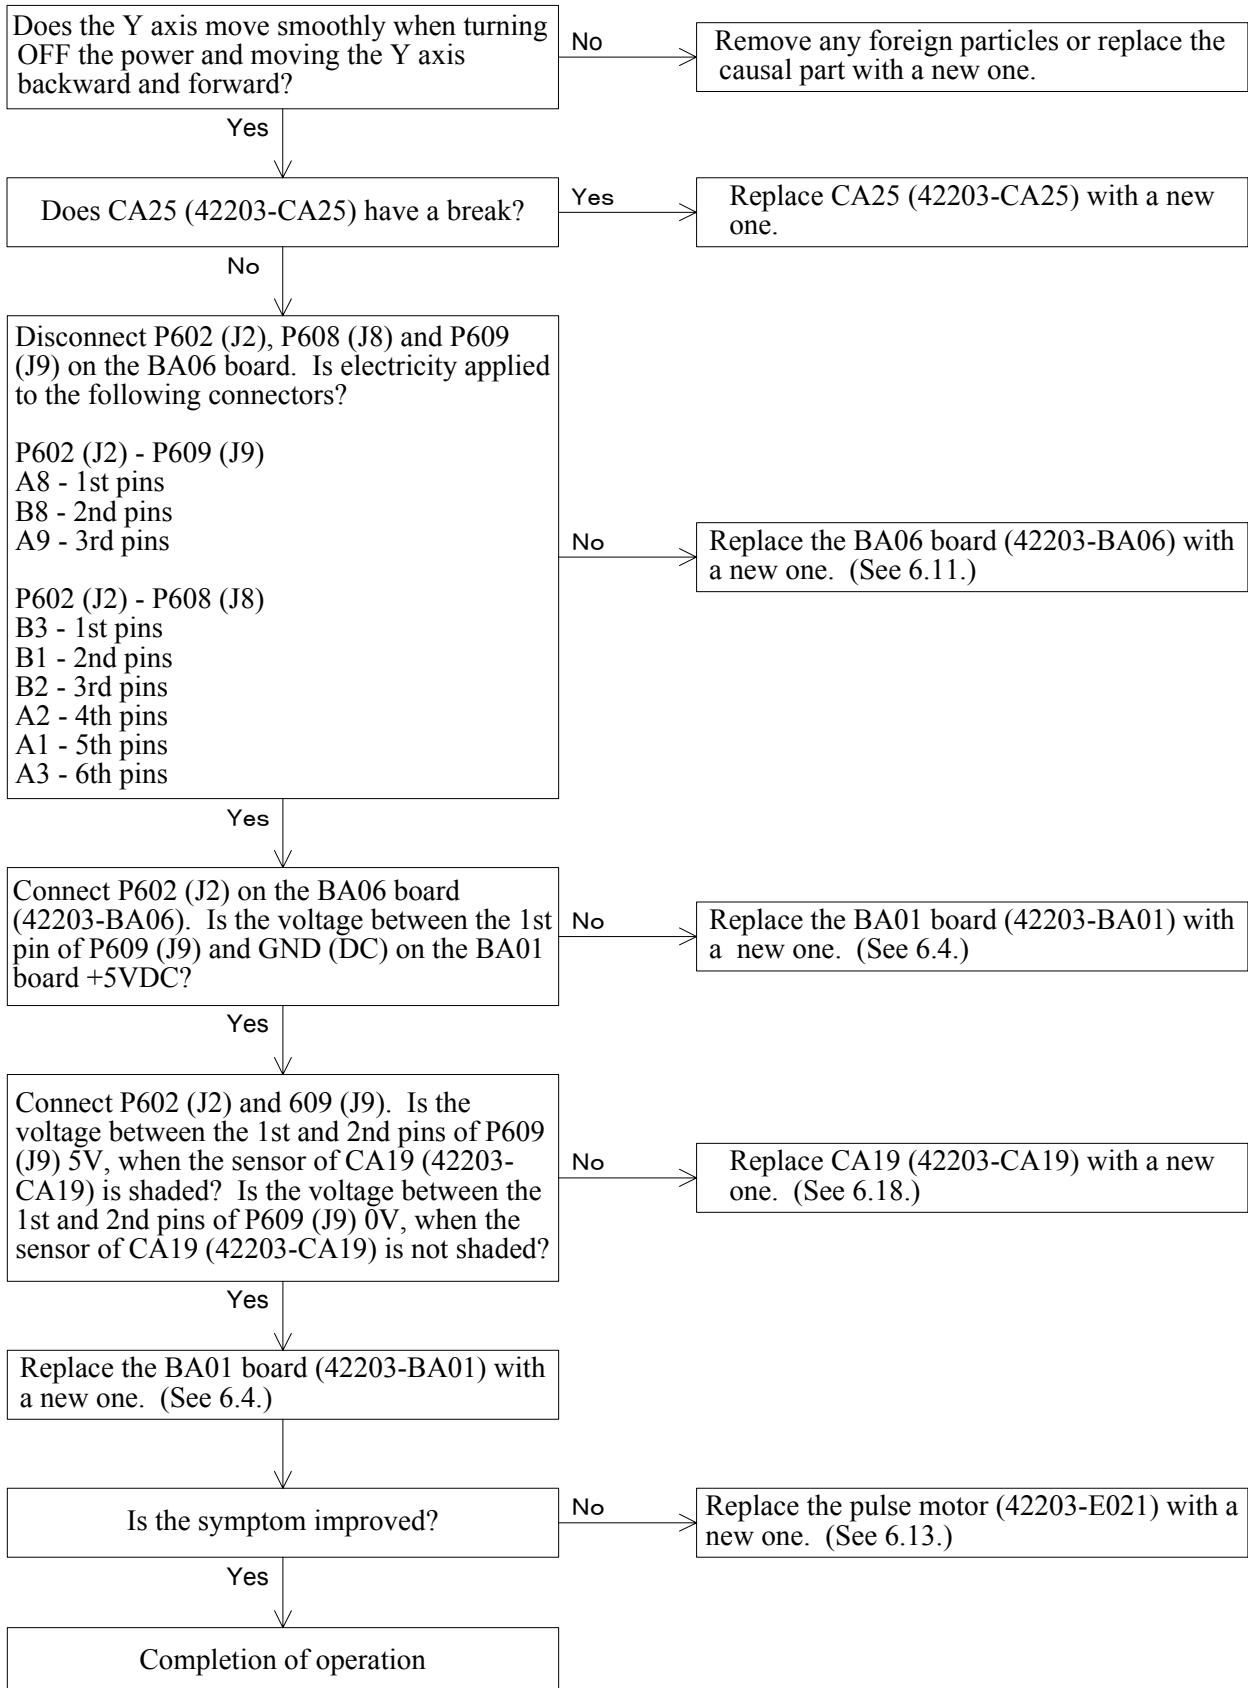 Does the Y axis move smoothly when turning
OFF the power and moving the Y axis
backward and forward?
No
Remove any foreign particles or replace the
causal part with a new one.
Yes
Does CA25 (42203-CA25) have a break?
Yes
Replace CA25 (42203-CA25) with a new
one.
No
Disconnect P602 (J2), P608 (J8) and P609
(J9) on the BA06 board.  Is electricity applied
to the following connectors?
P602 (J2) - P609 (J9)
A8 - 1st pins
B8 - 2nd pins
A9 - 3rd pins
P602 (J2) - P608 (J8)
B3 - 1st pins
B1 - 2nd pins
B2 - 3rd pins
A2 - 4th pins
A1 - 5th pins
A3 - 6th pins
No
Replace the BA06 board (42203-BA06) with
a new one.  (See 6.11.)
Yes
Connect P602 (J2) on the BA06 board
(42203-BA06).  Is the voltage between the 1st
pin of P609 (J9) and GND (DC) on the BA01
board +5VDC?
No
Replace the BA01 board (42203-BA01) with
a  new one.  (See 6.4.)
Yes
Connect P602 (J2) and 609 (J9).  Is the
voltage between the 1st and 2nd pins of P609
(J9) 5V, when the sensor of CA19 (42203-
CA19) is shaded?  Is the voltage between the
1st and 2nd pins of P609 (J9) 0V, when the
sensor of CA19 (42203-CA19) is not shaded?
No
Replace CA19 (42203-CA19) with a new
one.  (See 6.18.)
Yes
Replace the BA01 board (42203-BA01) with
a new one.  (See 6.4.)
Is the symptom improved?
No
Replace the pulse motor (42203-E021) with a
new one.  (See 6.13.)
Yes
Completion of operation